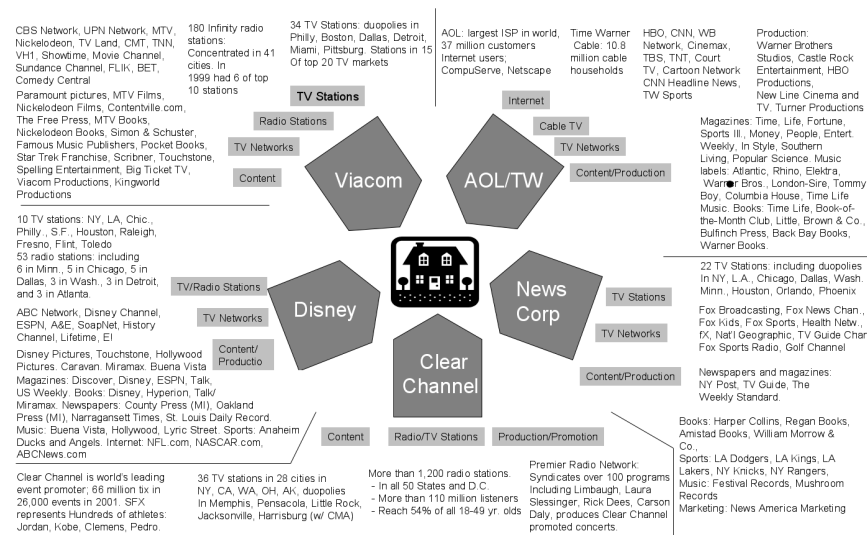 CBS Network, UPN Network, MTV,
Nickelodeon, TV Land, CMT, TNN,
VH1, Showtime, Movie Channel,
Sundance Channel, FLIK, BET,
Comedy Central
Paramount pictures, MTV Films,
Nickelodeon Films, Contentville.com,
The Free Press, MTV Books,
Nickelodeon Books, Simon & Schuster,
Famous Music Publishers, Pocket Books,
Star Trek Franchise, Scribner, Touchstone,
Spelling Entertainment, Big Ticket TV,
Viacom Productions, Kingworld
Productions
180 Infinity radio
stations:
Concentrated in 41
cities. In
1999 had 6 of top
10 stations
34 TV Stations: duopolies in
Philly, Boston, Dallas, Detroit,
Miami, Pittsburg. Stations in 15
Of top 20 TV markets
TV Stations
Radio Stations
TV Networks
Content
Viacom
AOL: largest ISP in world,
37 million customers
Internet users;
CompuServe, Netscape
Time Warner
Cable: 10.8
million cable
households
HBO, CNN, WB
Network, Cinemax,
TBS, TNT, Court
TV, Cartoon Network
CNN Headline News,
TW Sports
Production:
Warner Brothers
Studios, Castle Rock
Entertainment, HBO
Productions,
New Line Cinema and
TV. Turner Productions
Magazines: Time, Life, Fortune,
Sports Ill., Money, People, Entert.
Weekly, In Style, Southern
Living, Popular Science. Music
labels: Atlantic, Rhino, Elektra,
Bros., London-Sire, Tommy
Boy, Columbia House, Time Life
Music. Books: Time Life, Book-of-
the-Month Club, Little, Brown & Co.,
Bulfinch Press, Back Bay Books,
Warner Books.
Internet
Cable TV
TV Networks
Content/Production
AOL/TW
10 TV stations: NY, LA, Chic.,
Philly., S.F., Houston, Raleigh,
Fresno, Flint, Toledo
53 radio stations: including
6 in Minn., 5 in Chicago, 5 in
Dallas, 3 in Wash., 3 in Detroit,
and 3 in Atlanta.
ABC Network, Disney Channel,
ESPN, A&E, SoapNet, History
Channel, Lifetime, E!
Disney Pictures, Touchstone, Hollywood
Pictures. Caravan. Miramax. Buena Vista
Magazines: Discover, Disney, ESPN, Talk,
US Weekly. Books: Disney, Hyperion, Talk/
Miramax. Newspapers: County Press (MI), Oakland
Press (MI), Narragansett Times, St. Louis Daily Record.
Music: Buena Vista, Hollywood, Lyric Street. Sports: Anaheim
Ducks and Angels. Internet: NFL.com, NASCAR.com,
ABCNews.com
TV/Radio Stations
TV Networks
Content/
Productio
Disney
News
Corp
TV Stations
TV Networks
Content/Production
22 TV Stations: including duopolies
In NY, L.A., Chicago, Dallas, Wash.
Minn., Houston, Orlando, Phoenix
Fox Broadcasting, Fox News Chan.,
Fox Kids, Fox Sports, Health Netw.,
fX, Nat'l Geographic, TV Guide Chan
Fox Sports Radio, Golf Channel
Newspapers and magazines:
NY Post, TV Guide, The
Weekly Standard.
Books: Harper Collins, Regan Books,
Amistad Books, William Morrow &
Co.,
Sports: LA Dodgers, LA Kings, LA
Lakers, NY Knicks, NY Rangers,
Music: Festival Records, Mushroom
Records
Marketing: News America Marketing
Clear
Channel
Content
Radio/TV Stations
Production/Promotion
Clear Channel is world's leading
event promoter; 66 million tix in
26,000 events in 2001. SFX
represents Hundreds of athletes:
Jordan, Kobe, Clemens, Pedro.
36 TV stations in 28 cities in
NY, CA, WA, OH, AK, duopolies
In Memphis, Pensacola, Little Rock,
Jacksonville, Harrisburg (w/ CMA)
More than 1,200 radio stations.
- In all 50 States and D.C.
- More than 110 million listeners
- Reach 54% of all 18-49 yr. olds
Premier Radio Network:
Syndicates over 100 programs
Including Limbaugh, Laura
Slessinger, Rick Dees, Carson
Daly, produces Clear Channel
promoted concerts.